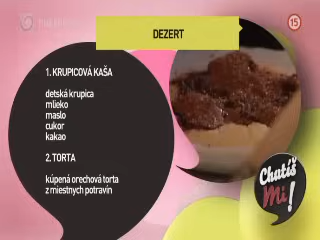 DEZERT
15
1. KRUPICOVÁ KAŠA
detská krupica
mlieko
maslo
cukor
kakao
2. TORTA
kúpená orechová torta
z miestnych potravín
Chutíš
Mi!